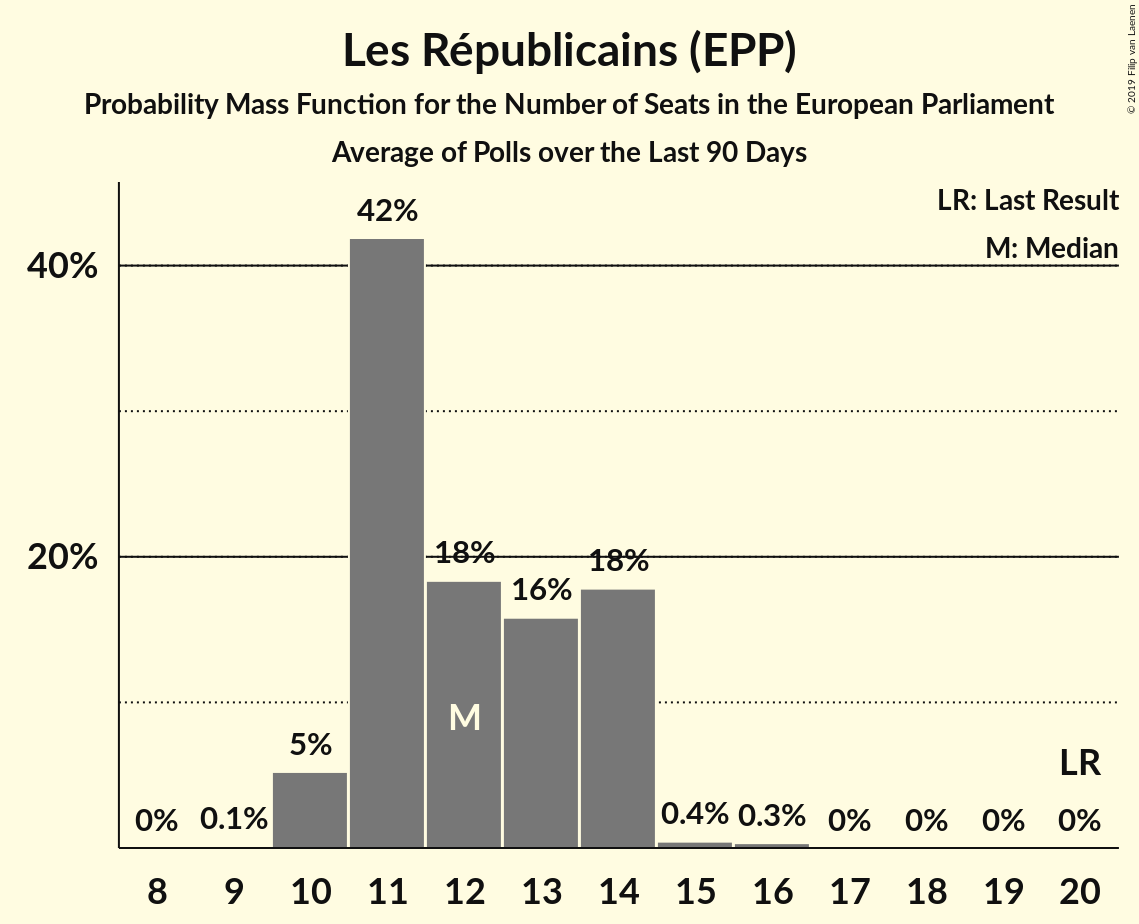 Les Républicains (EPP)
Probability Mass Function for the Number of Seats in the European Parliament
Average of Polls over the Last 90 Days
© 2019 Filip van Laenen
LR: Last Result
M: Median
40%
20%
0%
0.1%
5%
42%
18%
16%
18%
0.4%
0.3%
0%
0%
0%
0%
M
LR
8 9 10 11 12 13 14 15 16 17 18 19 20